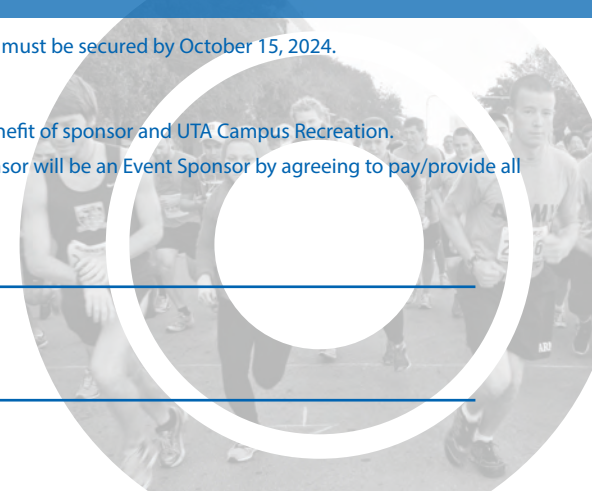 must be secured by October 15, 2024.
nefit of sponsor and UTA Campus Recreation.
nsor will be an Event Sponsor by agreeing to pay/provide all